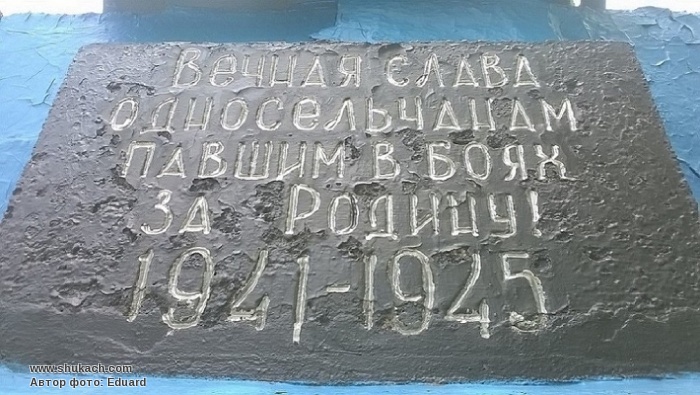 Вечная слава
односельчанам
павшим в боях
за Родину!
1941-1945
www.shukach.com
Автор фото: Eduard